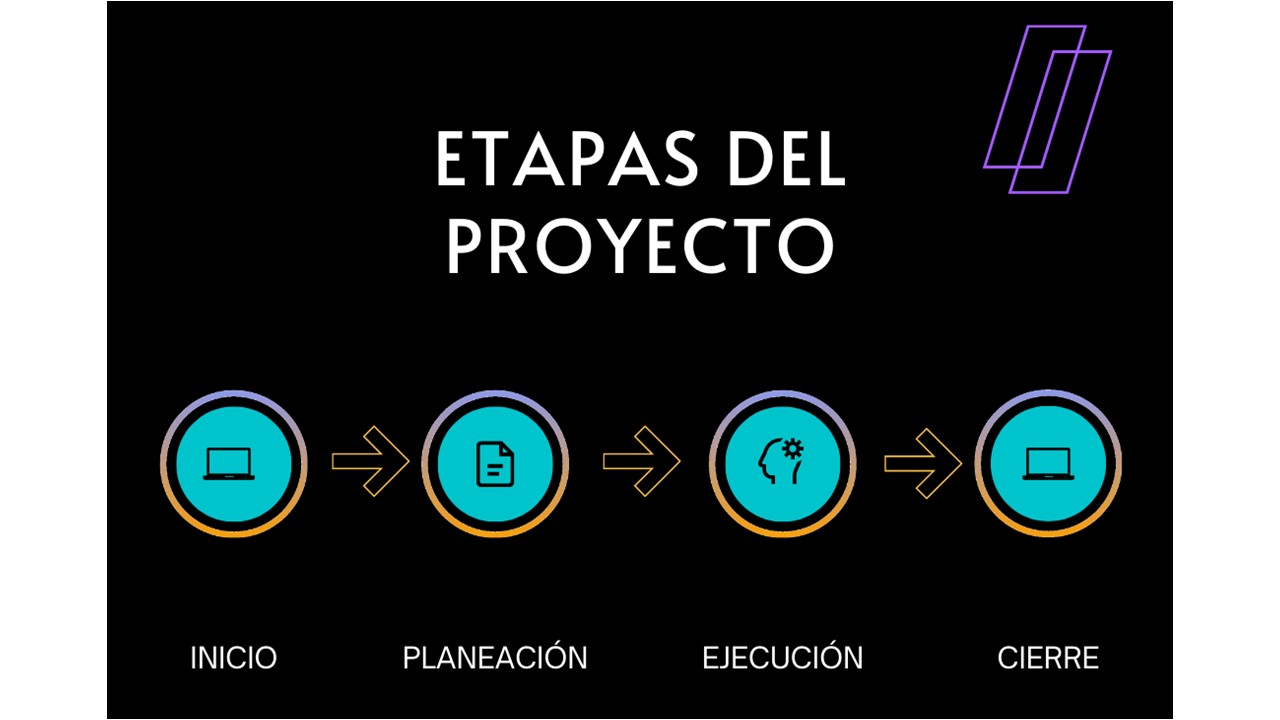 ETAPAS DEL
PROYECTO
INICIO
PLANEACIÓN
EJECUCIÓN
CIERRE